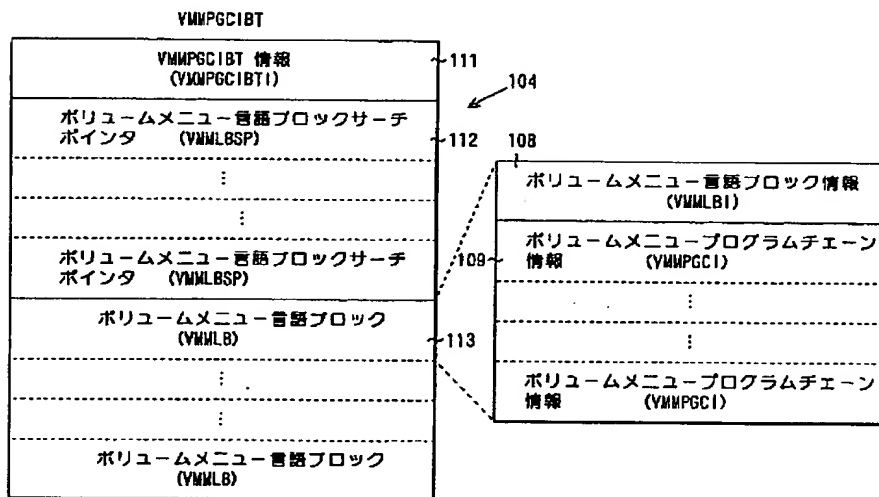 VMMPGCIBT
VMMPGCIBT 情報
(VMMPGCIBTI)
111
104
ボリュームメニュー言語ブロックサーチ
ポインタ (VMMLBSP)
112
⋮
⋮
ボリュームメニュー言語ブロックサーチ
ポインタ (VMMLBSP)
ボリュームメニュー言語ブロック
(VMMLB)
113
⋮
⋮
ボリュームメニュー言語ブロック
(VMMLB)
108
ボリュームメニュー言語ブロック情報
(VMMLBI)
109
ボリュームメニュープログラムチェーン
情報 (VMMPGCI)
⋮
⋮
ボリュームメニュープログラムチェーン
情報 (VMMPGCI)